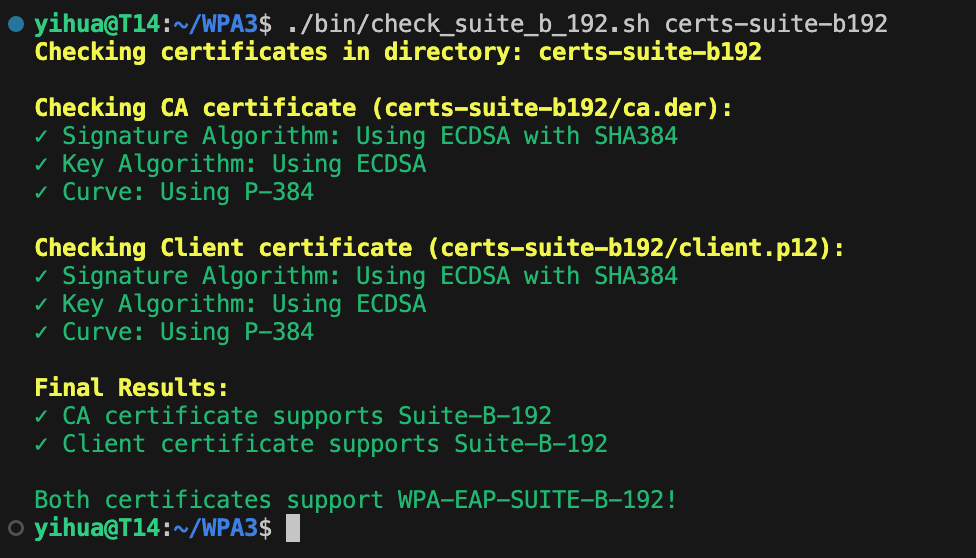 yihua@T14:~/WPA3$ ./bin/check_suite_b_192.sh certs-suite-b192
Checking certificates in directory: certs-suite-b192
Checking CA certificate (certs-suite-b192/ca.der):
✓ Signature Algorithm: Using ECDSA with SHA384
✓ Key Algorithm: Using ECDSA
✓ Curve: Using P-384
Checking Client certificate (certs-suite-b192/client.p12):
✓ Signature Algorithm: Using ECDSA with SHA384
✓ Key Algorithm: Using ECDSA
✓ Curve: Using P-384
Final Results:
✓ CA certificate supports Suite-B-192
✓ Client certificate supports Suite-B-192
Both certificates support WPA-EAP-SUITE-B-192!
yihua@T14:~/WPA3$